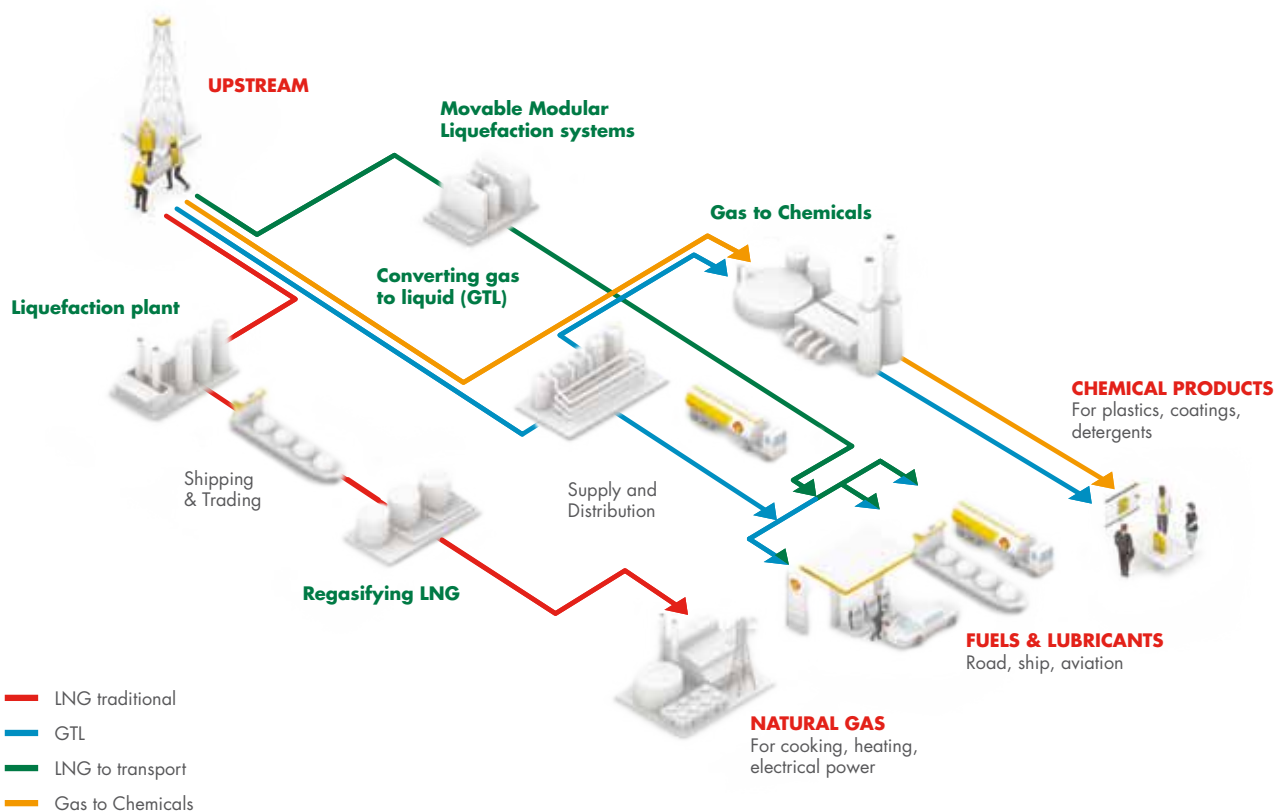 UPSTREAM
Movable Modular
Liquefaction systems
Gas to Chemicals
Converting gas
to liquid (GTL)
Liquefaction plant
CHEMICAL PRODUCTS
For plastics, coatings,
detergents
Shipping
& Trading
Supply and
Distribution
Regasifying LNG
FUELS & LUBRICANTS
Road, ship, aviation
NATURAL GAS
For cooking, heating,
electrical power
LNG traditional
GTL
LNG to transport
Gas to Chemicals